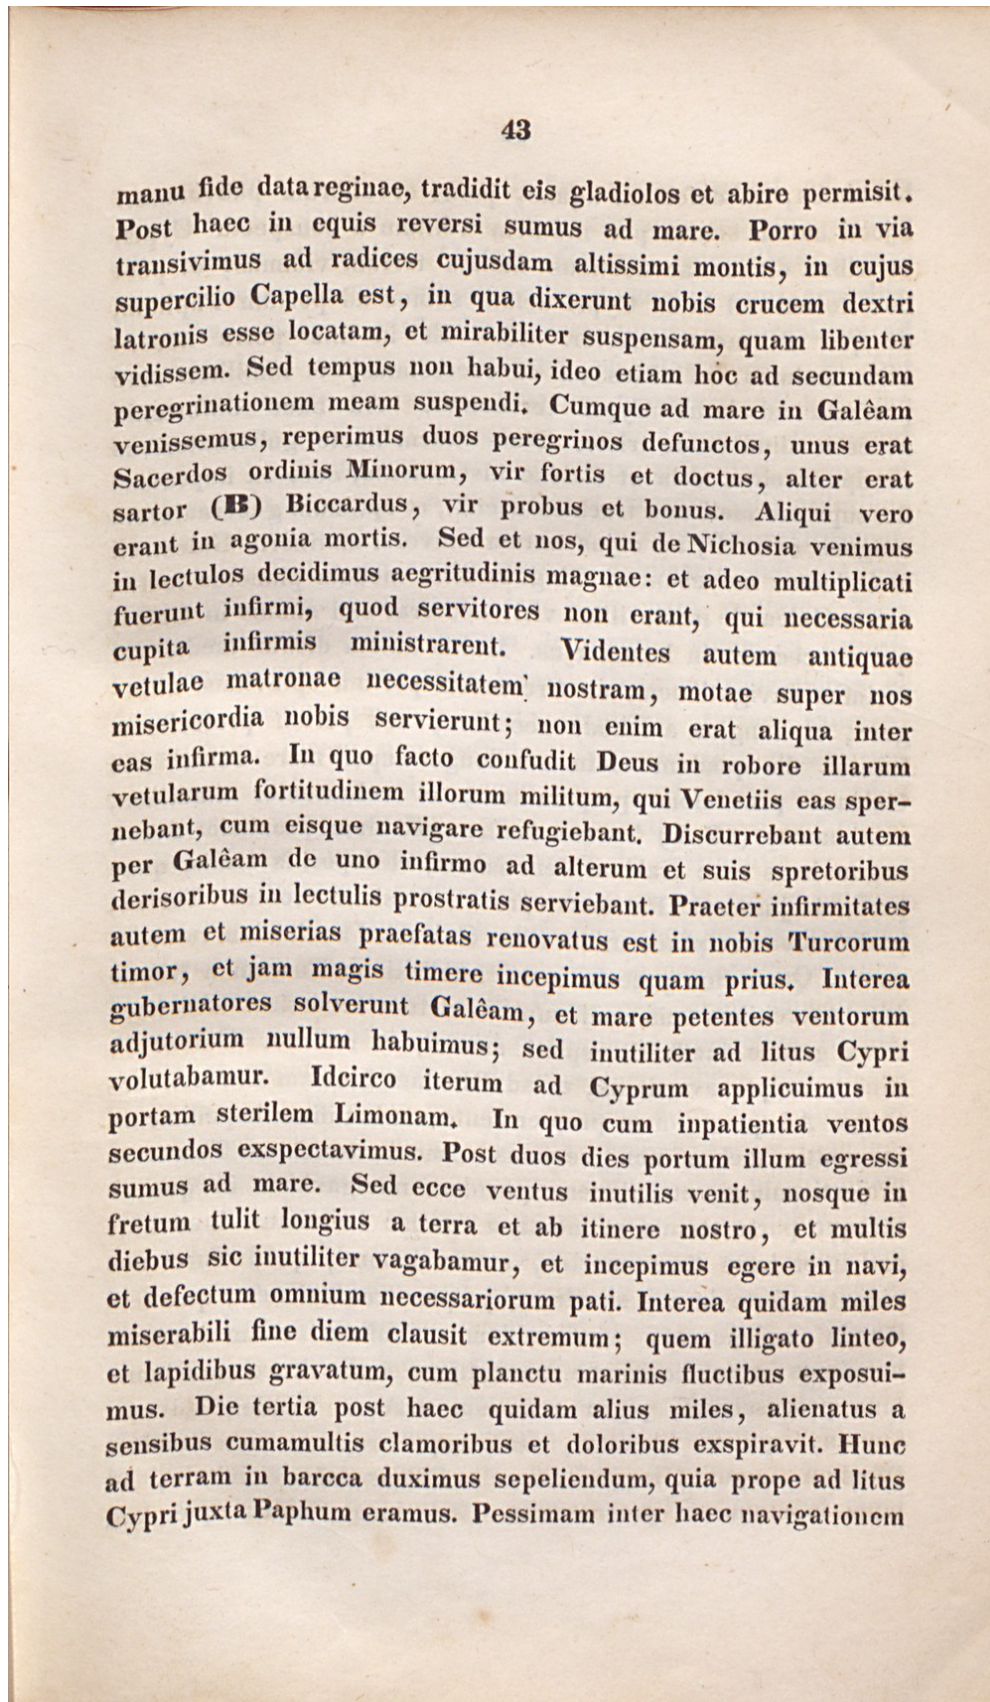 43
manu fide data reginae, tradidit eis gladiolos et abire permisit.
Post haec in equis reversi sumus ad mare. Porro in via
transivimus ad radices cujusdam altissimi montis, in cujus
supercilio Capella est, in qua dixerunt nobis crucem dextri
latronis esse locatam, et mirabiliter suspensam, quam libenter
vidissem. Sed tempus non habui, ideo etiam hoc ad secundam
peregrinationem meam suspendi. Cumque ad mare in Galêam
venissemus, reperimus duos peregrinos defunctos, unus erat
Sacerdos ordinis Minorum, vir fortis et doctus, alter erat
sartor (B) Biccardus, vir probus et bonus. Aliqui vero
erant in agonia mortis. Sed et nos, qui de Nichosia venimus
in lectulos decidimus aegritudinis magnae: et adeo multiplicati
fuerunt infirmi, quod servitores non erant, qui necessaria
cupita infirmis ministrarent. Videntes autem antiquae
vetulae matronae necessitatem nostram, motae super nos
misericordia nobis servierunt; non enim erat aliqua inter
eas infirma. In quo facto confudit Deus in robore illarum
vetularum fortitudinem illorum militum, qui Venetiis eas sper-
nebant, cum eisque navigare refugiebant. Discurrebant autem
per Galêam de uno infirmo ad alterum et suis spretoribus
derisoribus in lectulis prostratis serviebant. Praeter infirmitates
autem et miserias praefatas renovatus est in nobis Turcorum
timor, et jam magis timere incepimus quam prius. Interea
gubernatores solverunt Galêam, et mare petentes ventorum
adjutorium nullum habuimus; sed inutiliter ad litus Cypri
volutabamur. Idcirco iterum ad Cyprum applicuimus in
portam sterilem Limonam. In quo cum inpatientia ventos
secundos exspectavimus. Post duos dies portum illum egressi
sumus ad mare. Sed ecce ventus inutilis venit, nosque in
fretum tulit longius a terra et ab itinere nostro, et multis
diebus sic inutiliter vagabamur, et incepimus egere in navi,
et defectum omnium necessariorum pati. Interea quidam miles
miserabili fine diem clausit extremum; quem illigato linteo,
et lapidibus gravatum, cum planctu marinis fluctibus exposui-
mus. Die tertia post haec quidam alius miles, alienatus a
sensibus cumamultis clamoribus et doloribus exspiravit. Hunc
ad terram in barcca duximus sepeliendum, quia prope ad litus
Cypri juxta Paphum eramus. Pessimam inter haec navigationem